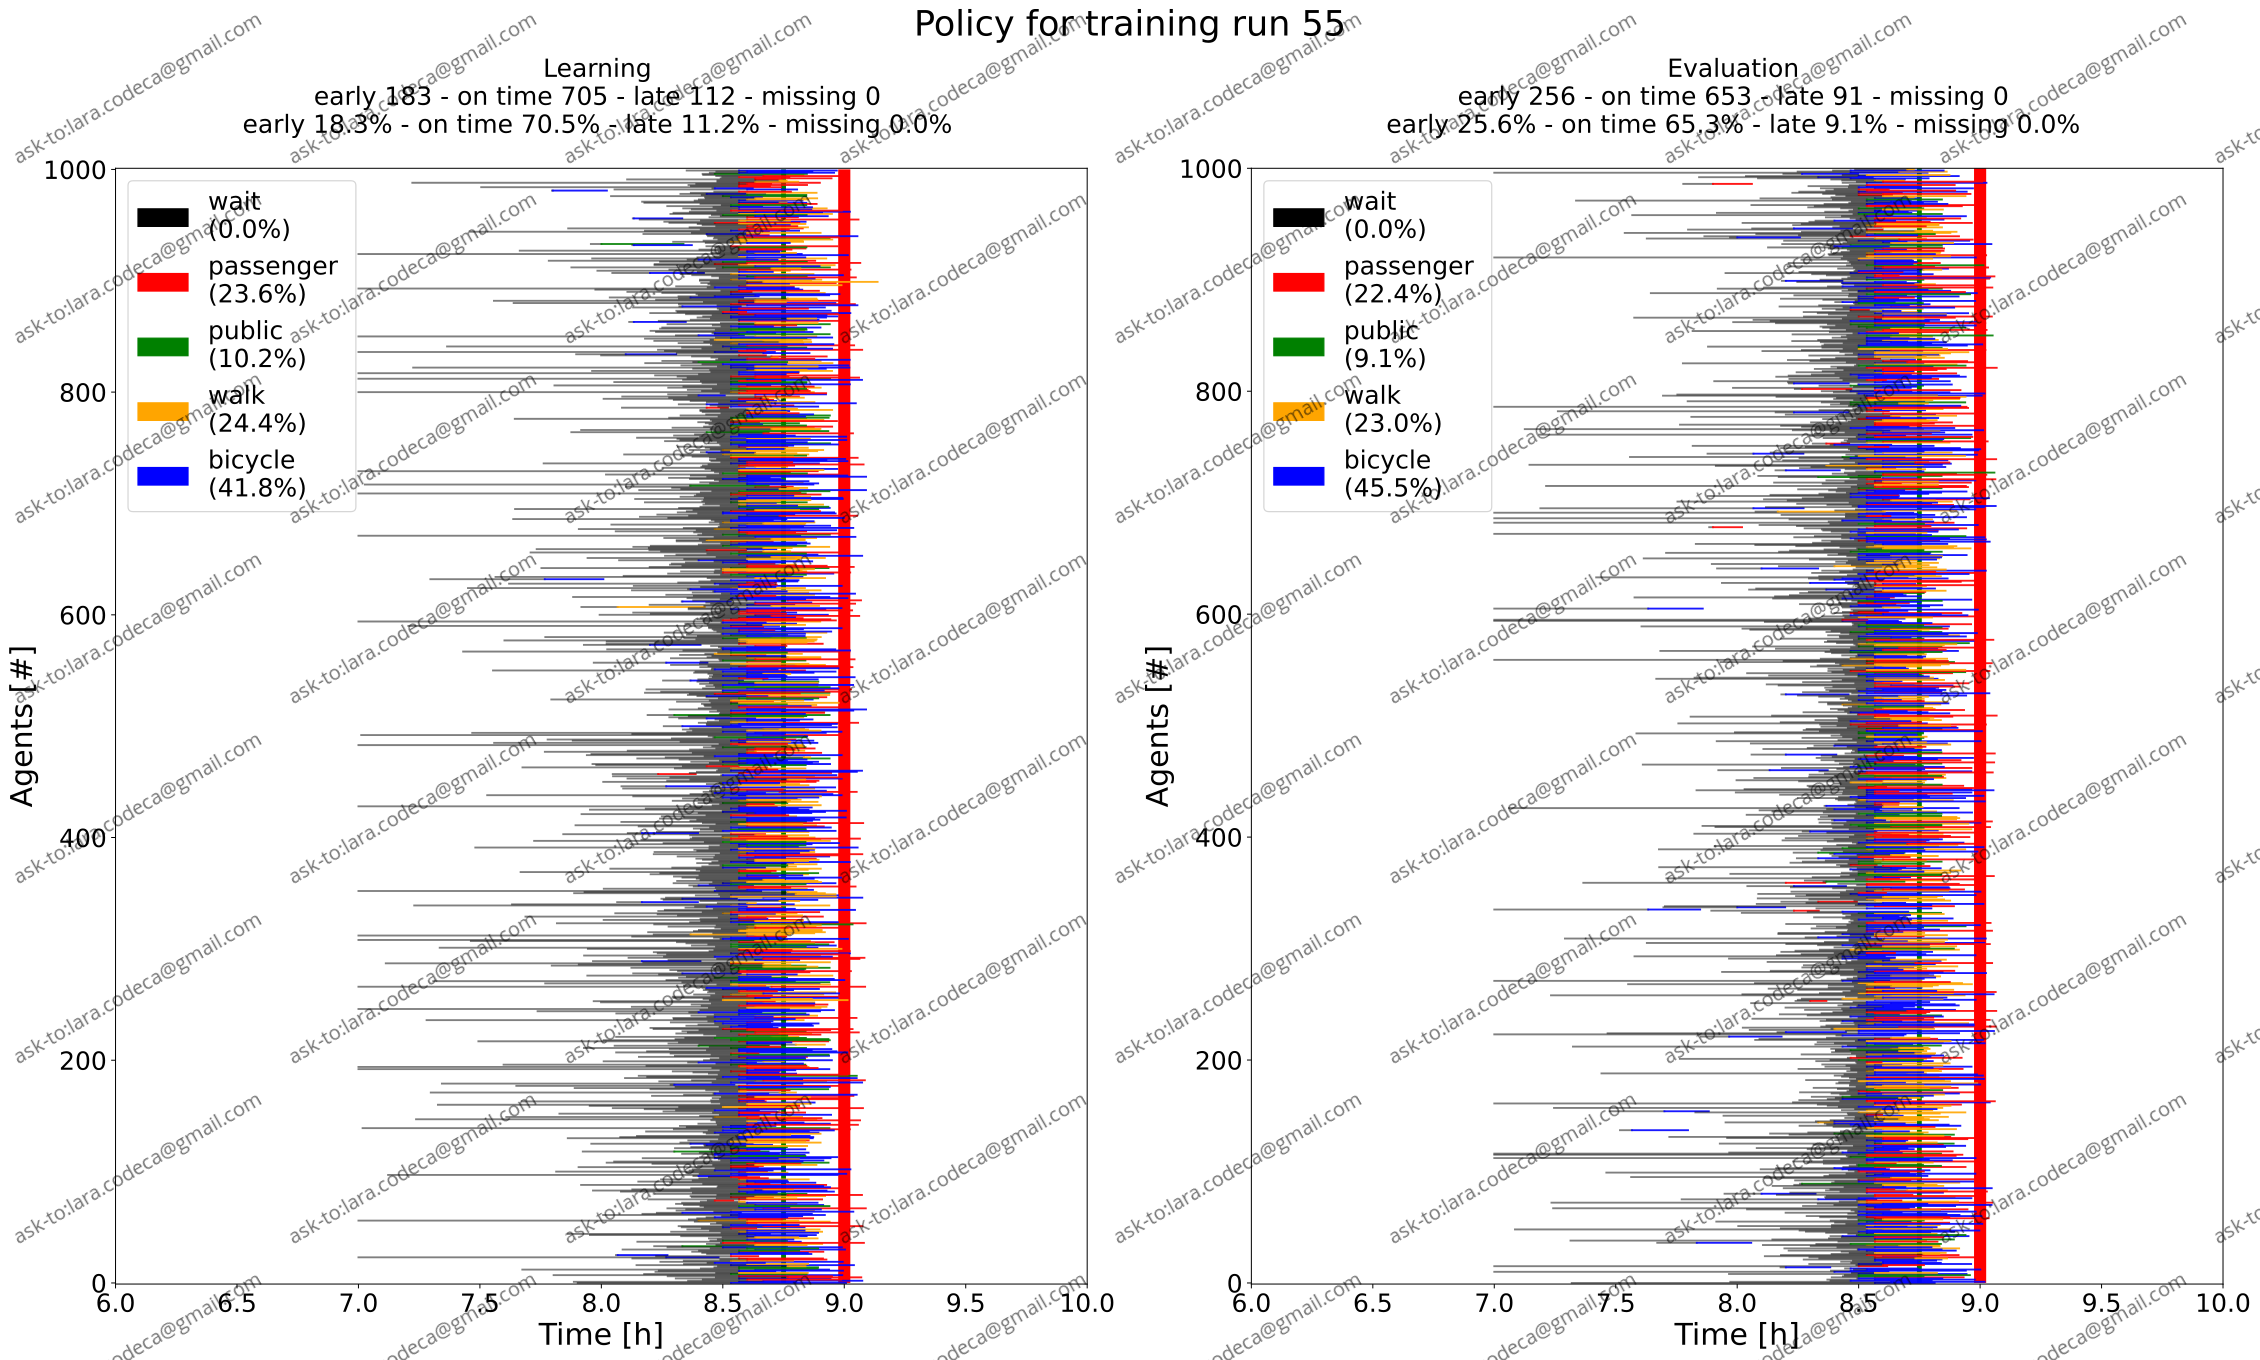 Policy for training run 55
Learning
early 183 - on time 705 - late 112 - missing 0
early 18.3% - on time 70.5% - late 11.2% - missing 0.0%
1000
800
600
400
200
0
Agents [#]
wait
(0.0%)
passenger
(23.6%)
public
(10.2%)
walk
(24.4%)
bicycle
(41.8%)
6.0 6.5 7.0 7.5 8.0 8.5 9.0 9.5 10.0
Time [h]
Evaluation
early 256 - on time 653 - late 91 - missing 0
early 25.6% - on time 65.3% - late 9.1% - missing 0.0%
1000
800
600
400
200
0
Agents [#]
wait
(0.0%)
passenger
(22.4%)
public
(9.1%)
walk
(23.0%)
bicycle
(45.5%)
6.0 6.5 7.0 7.5 8.0 8.5 9.0 9.5 10.0
Time [h]
ask-to:lara.codeca@gmail.com